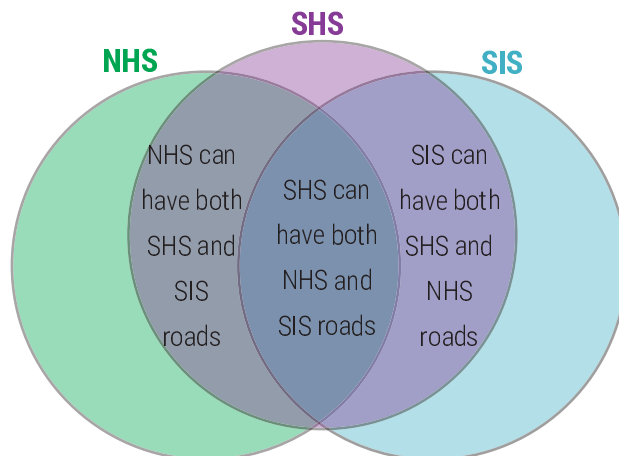 SHS
NHS
SIS
NHS can
have both
SHS and
SIS
roads
SHS can
have both
NHS and
SIS roads
SIS can
have both
SHS and
NHS
roads